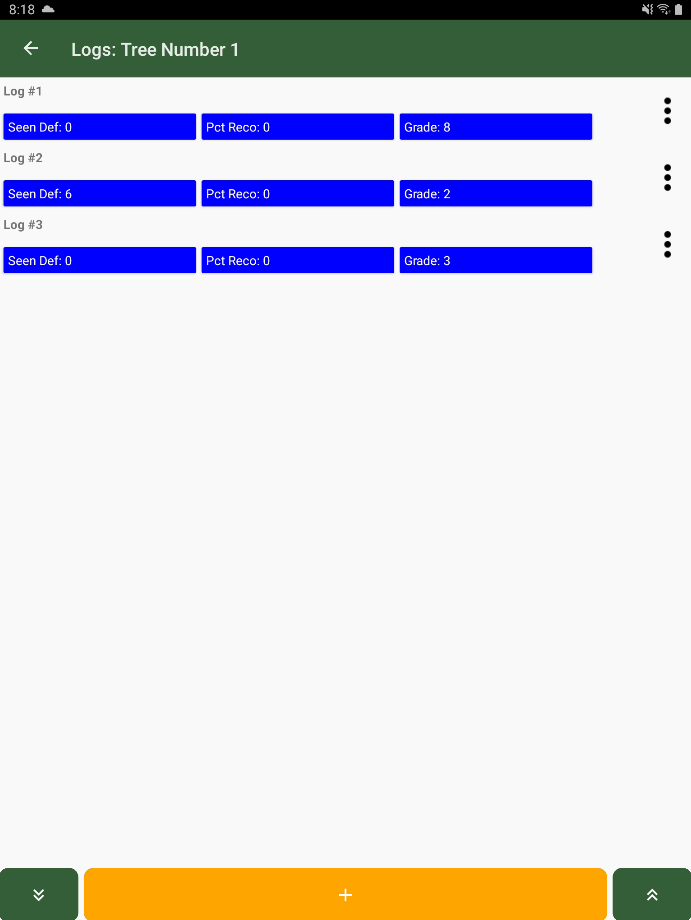 8:18
Logs: Tree Number 1
Log #1
Seen Def: 0 Pct Reco: 0 Grade: 8
Log #2
Seen Def: 6 Pct Reco: 0 Grade: 2
Log #3
Seen Def: 0 Pct Reco: 0 Grade: 3
+